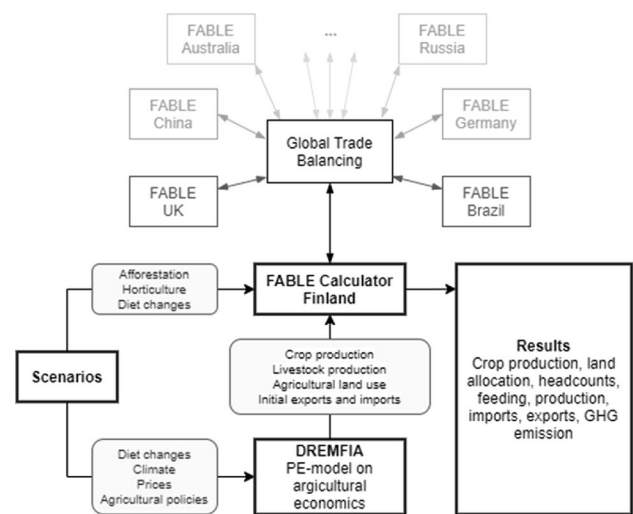 FABLE
Australia
...
FABLE
Russia
FABLE
China
Global Trade
Balancing
FABLE
Germany
FABLE
UK
FABLE
Brazil
Afforestation
Horticulture
Diet changes
FABLE Calculator
Finland
Scenarios
Crop production
Livestock production
Agricultural land use
Initial exports and imports
Results
Crop production, land
allocation, headcounts,
feeding, production,
imports, exports, GHG
emission
Diet changes
Climate
Prices
Agricultural policies
DREMFIA
PE-model on
argicultural
economics